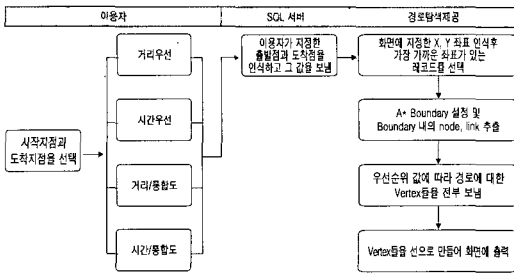 이용자
SQL 서버
경로탐색제공
시작지점과
도착지점을 선택
거리우선
시간우선
거리/통합도
시간/통합도
이용자가 지정한
출발점과 도착점을
인식하고 그 값을 보냄
화면에 지정한 X, Y 좌표 인식후
가장 가까운 좌표가 있는
레코드를 선택
A* Boundary 설정 및
Boundary 내의 node, link 추출
우선순위 값에 따라 경로에 대한
Vertex들을 전부 보냄
Vertex들을 선으로 만들어 화면에 출력